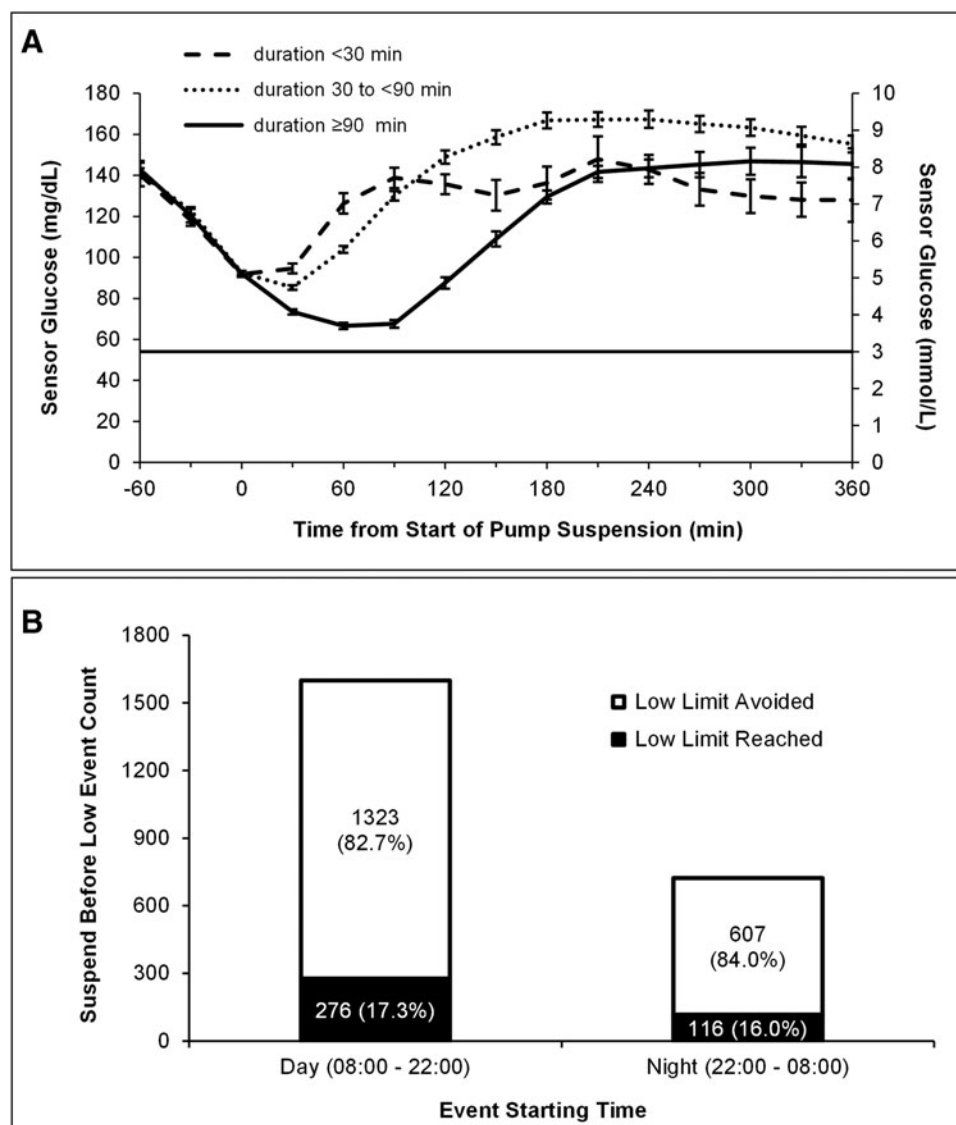 A
duration <30 min
duration 30 to <90 min
duration ≥90 min
Sensor Glucose (mg/dL)
180
160
140
120
100
80
60
40
20
0
10
9
8
7
6
5
4
3
2
1
0
Sensor Glucose
(mmol/L)
-60
0
60
120
180
240
300
360
Time from Start of Pump Suspension (min)
B
Suspend Before Low Event Count
1800
1500
1200
900
600
300
0
Low Limit Avoided
Low Limit Reached
1323
(82.7%)
276 (17.3%)
607
(84.0%)
116 (16.0%)
Day (08:00 - 22:00)
Night (22:00 - 08:00)
Event Starting Time